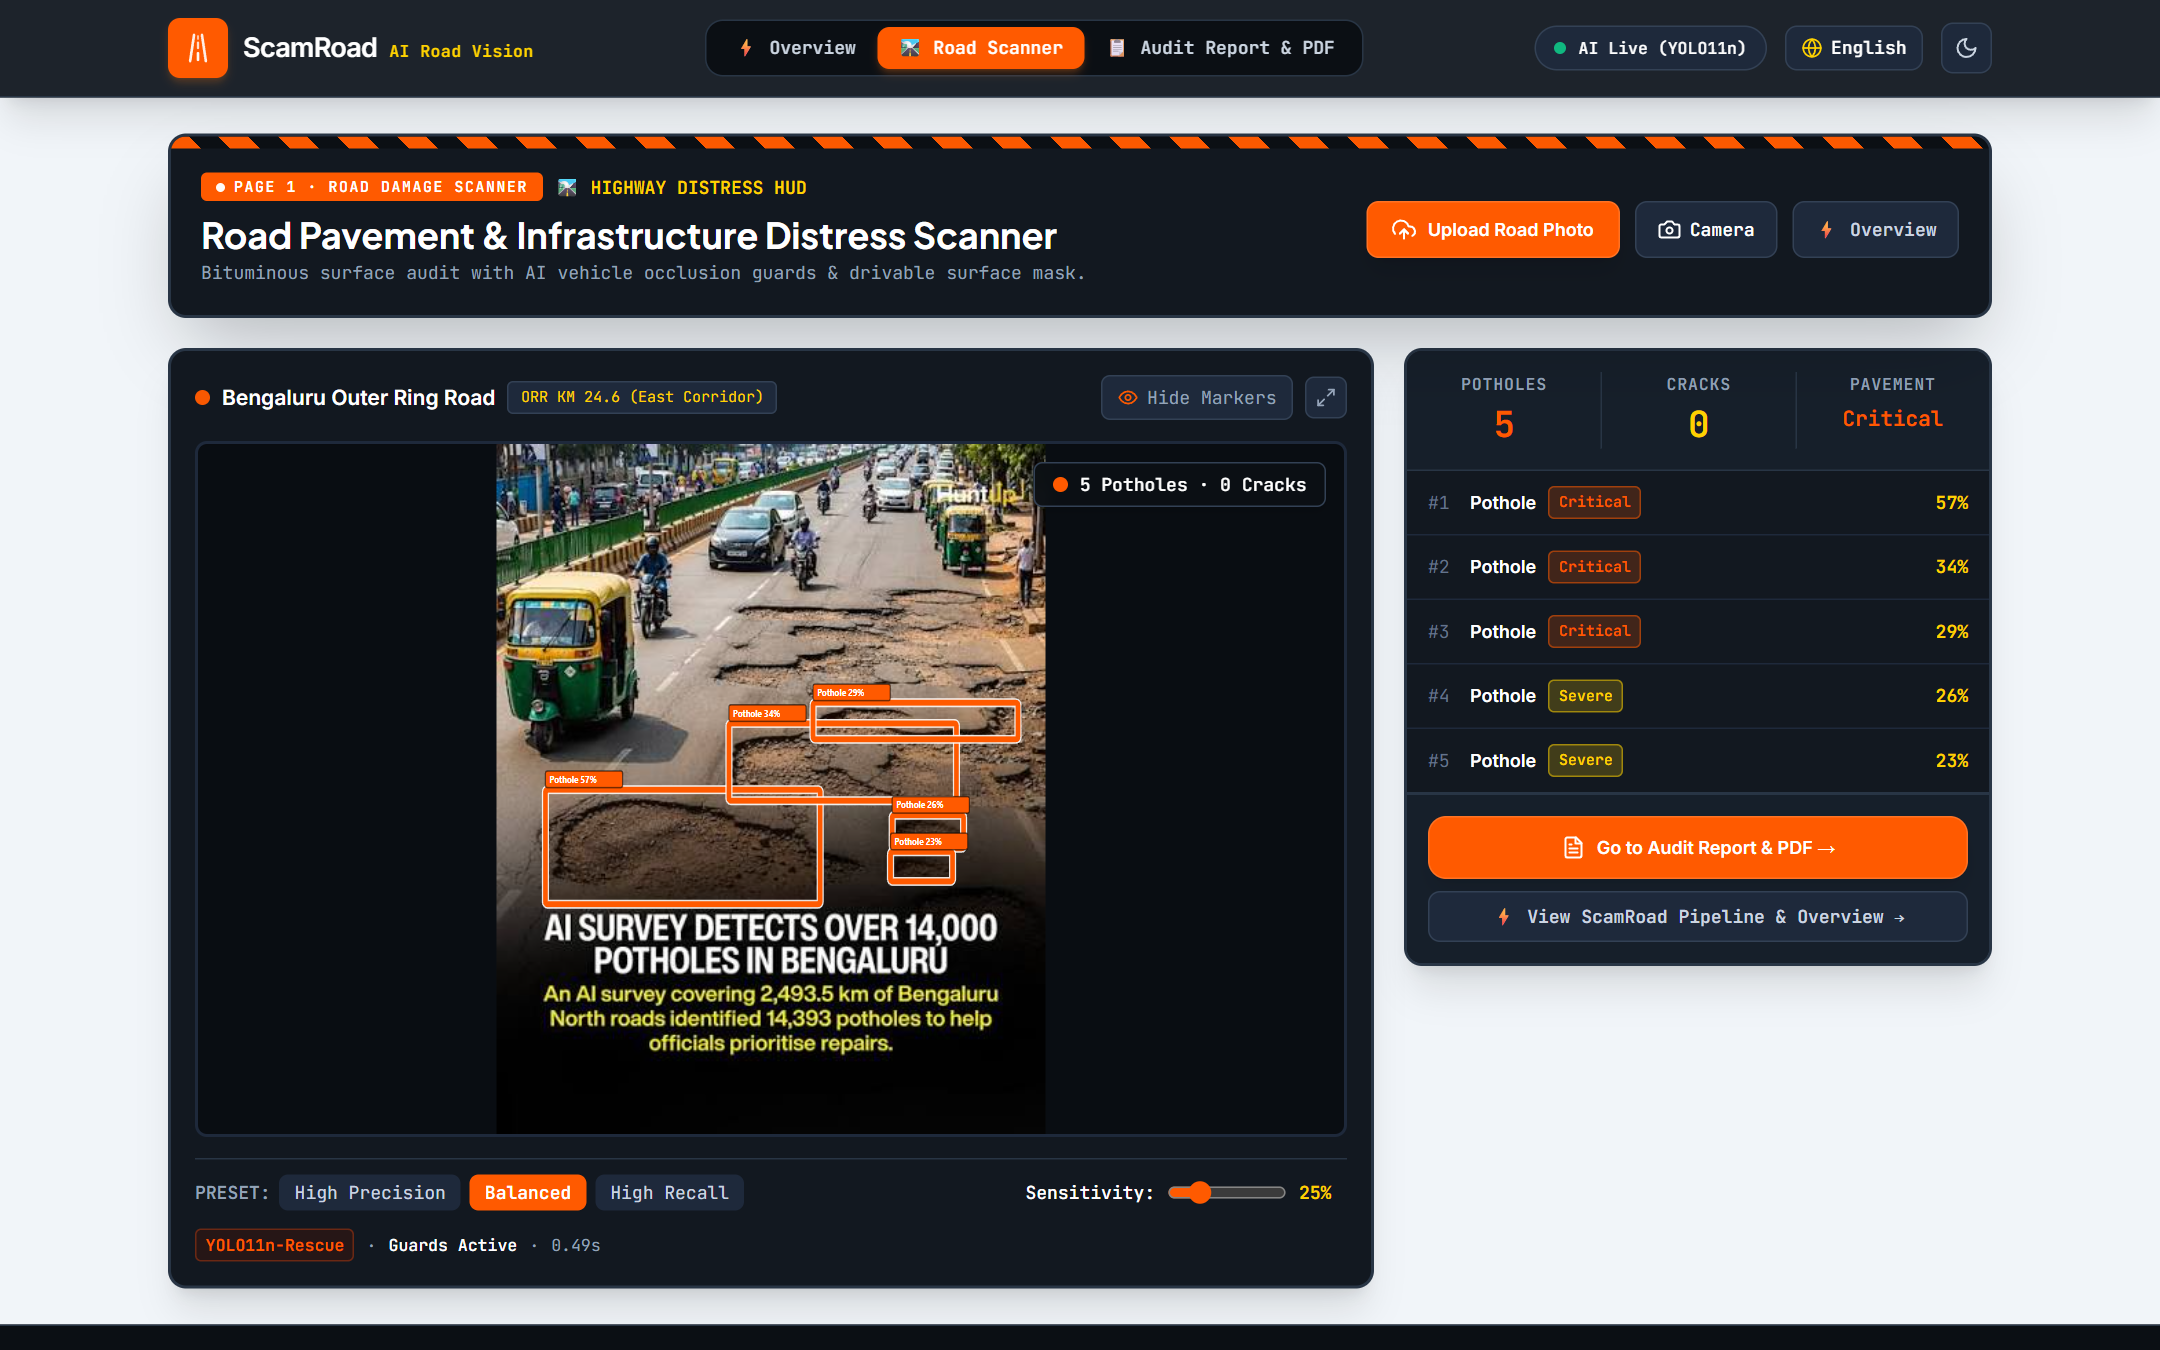 ScamRoad AI Road Vision
Overview
Road Scanner
Audit Report & PDF
AI Live (YOLO11n)
English
PAGE 1 · ROAD DAMAGE SCANNER
HIGHWAY DISTRESS HUD
Road Pavement & Infrastructure Distress Scanner
Bituminous surface audit with AI vehicle occlusion guards & drivable surface mask.
Upload Road Photo
Camera
Overview
Bengaluru Outer Ring Road
ORR KM 24.6 (East Corridor)
Hide Markers
HuntUp!
5 Potholes · 0 Cracks
Pothole 29%
Pothole 34%
Pothole 57%
Pothole 26%
Pothole 23%
AI SURVEY DETECTS OVER 14,000
POTHOLES IN BENGALURU
An AI survey covering 2,493.5 km of Bengaluru
North roads identified 14,393 potholes to help
officials prioritise repairs.
PRESET:
High Precision
Balanced
High Recall
Sensitivity:
25%
YOLO11n-Rescue · Guards Active · 0.49s
POTHOLES
5
CRACKS
0
PAVEMENT
Critical
#1 Pothole Critical 57%
#2 Pothole Critical 34%
#3 Pothole Critical 29%
#4 Pothole Severe 26%
#5 Pothole Severe 23%
Go to Audit Report & PDF →
View ScamRoad Pipeline & Overview →